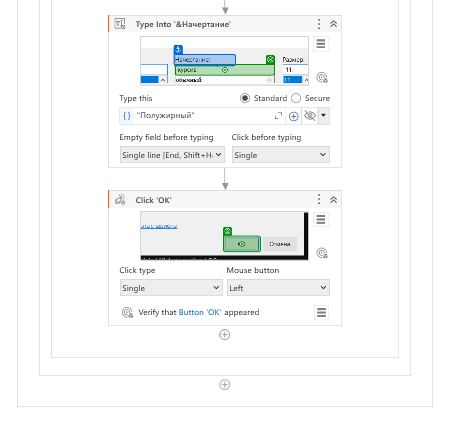 Type Into '&Начертание'
Начертание:
Размер:
курсив
11
обычный
11
Type this
Standard
Secure
"Полужирный"
Empty field before typing
Click before typing
Single line [End, Shift+H
Single
Click 'OK'
Отмена
Click type
Mouse button
Single
Left
Verify that Button 'OK' appeared